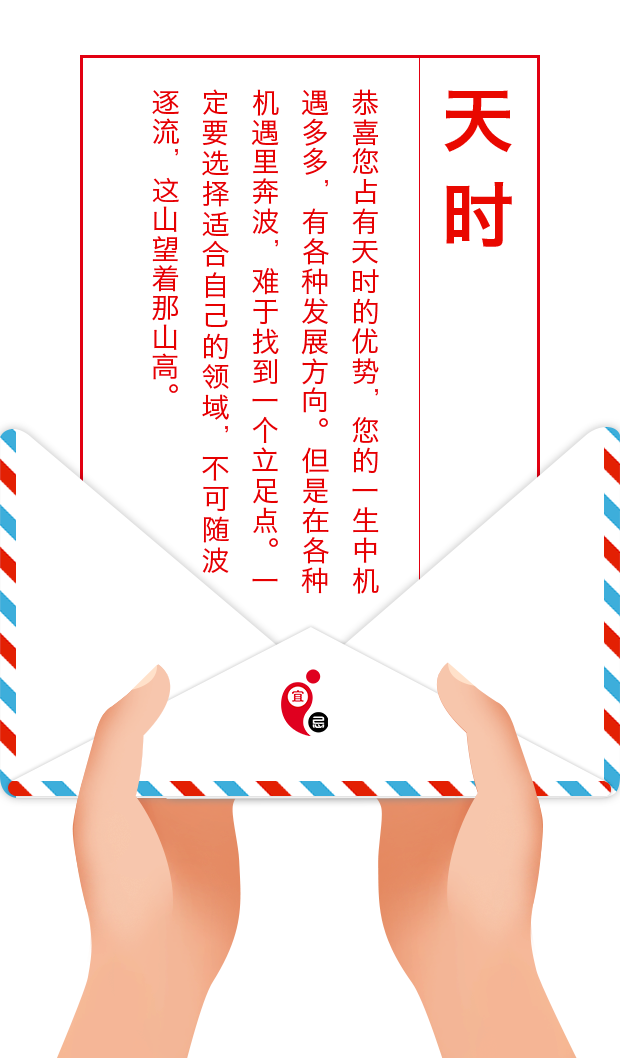 天时
恭喜您占有天时的优势，您的一生中机
遇多多，有各种发展方向。但是在各种
机遇里奔波，难于找到一个立足点。一
定要选择适合自己的领域，不可随波
逐流，这山望着那山高。
宜
忌